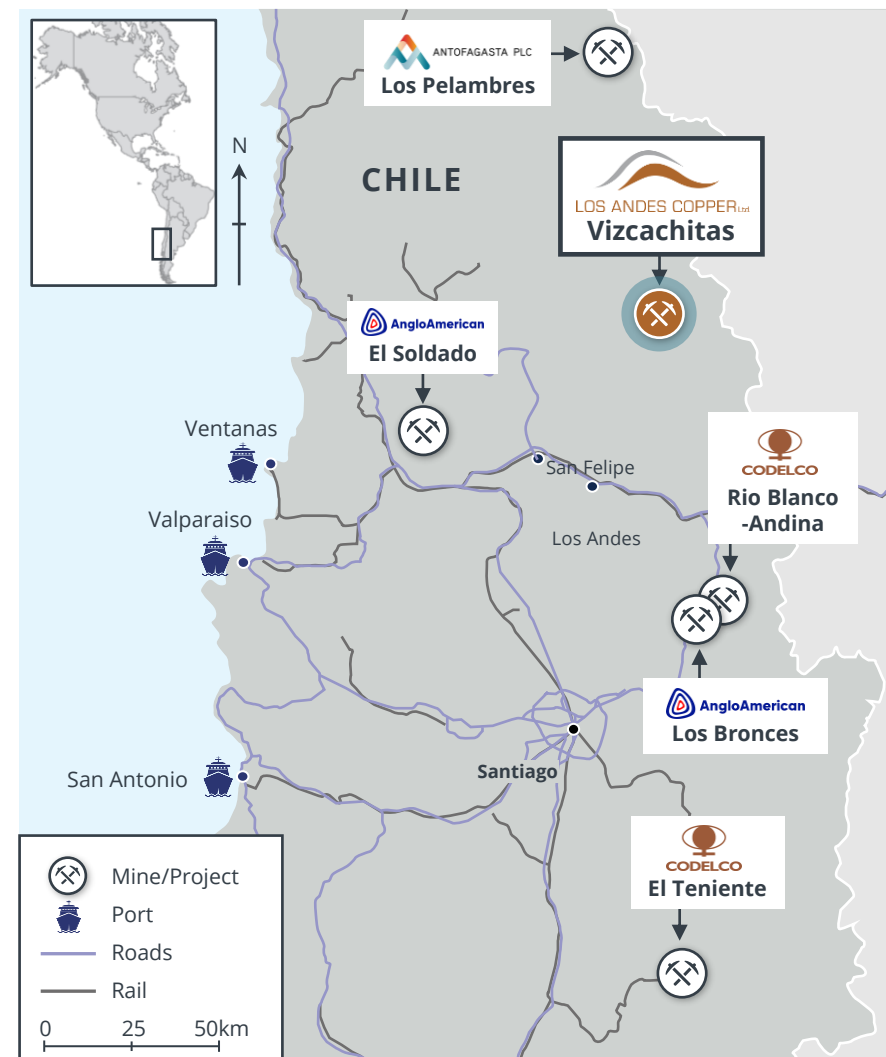 ANTOFAGASTA PLC
Los Pelambres
N
CHILE
LOS ANDES COPPER Ltd
Vizcachitas
AngloAmerican
El Soldado
Ventanas
CODELCO
San Felipe
Rio Blanco
-Andina
Valparaiso
Los Andes
AngloAmerican
Los Bronces
Santiago
San Antonio
CODELCO
El Teniente
Mine/Project
Port
Roads
Rail
0 25 50km